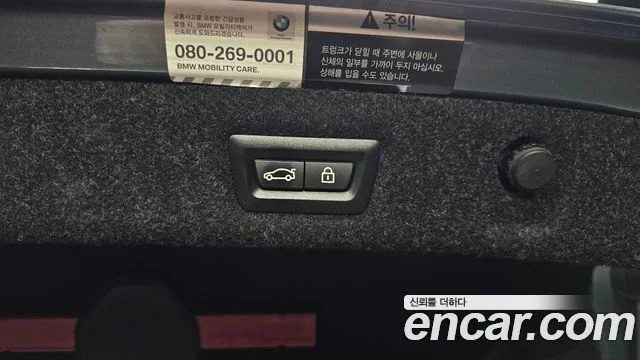 교통사고를 포함한 긴급상황
발생 시, BMW 모빌리티케어가
신속하게 도와드리겠습니다.
080-269-0001
BMW MOBILITY CARE.
주의!
트렁크가 닫힐 때 주변에 사물이나
신체의 일부를 가까이 두지 마십시오.
상해를 입을 수도 있습니다.
신뢰를 더하다
encar.com